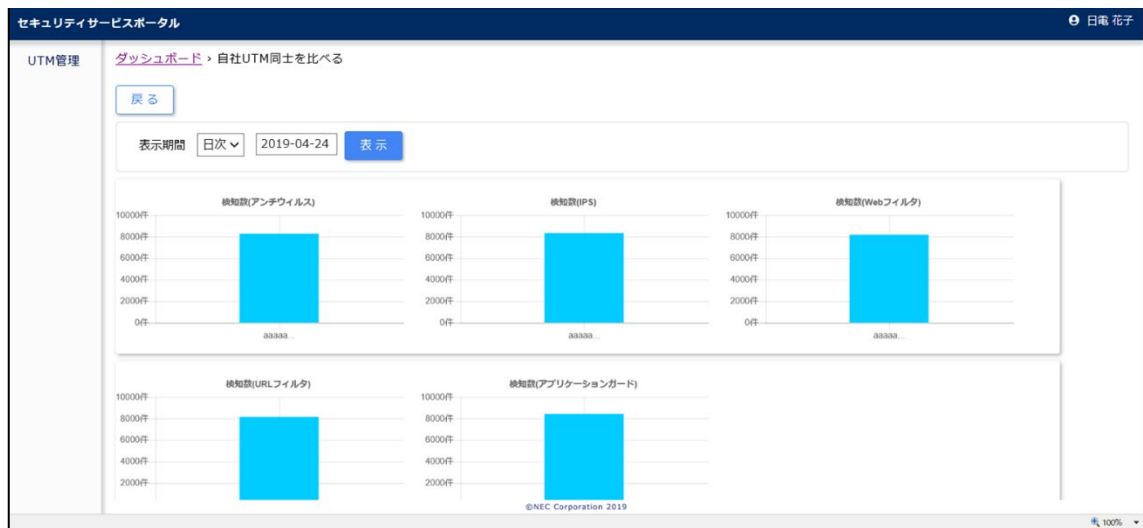 セキュリティサービスポータル
日電 花子
UTM管理
ダッシュボード › 自社UTM同士を比べる
戻る
表示期間 日次 2019-04-24 表示
検知数(アンチウィルス) 検知数(IPS) 検知数(Webフィルタ)
10000件 10000件 10000件
8000件 8000件 8000件
6000件 6000件 6000件
4000件 4000件 4000件
2000件 2000件 2000件
0件 0件 0件
aaaaa... aaaaa... aaaaa...
検知数(URLフィルタ) 検知数(アプリケーションガード)
10000件 10000件
8000件 8000件
6000件 6000件
4000件 4000件
2000件 2000件
©NEC Corporation 2019
100%